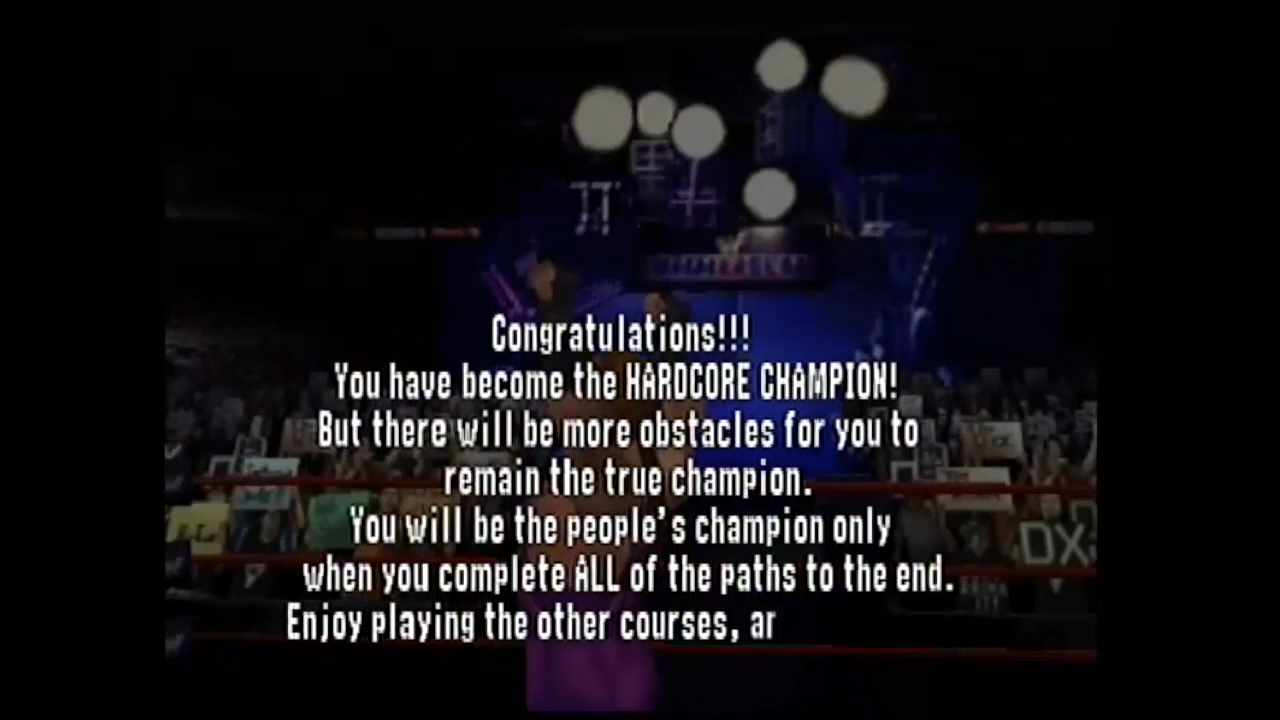 Congratulations!!!
You have become the HARDCORE CHAMPION!
But there will be more obstacles for you to
remain the true champion.
You will be the people's champion only
when you complete ALL of the paths to the end.
Enjoy playing the other courses, ar
DX